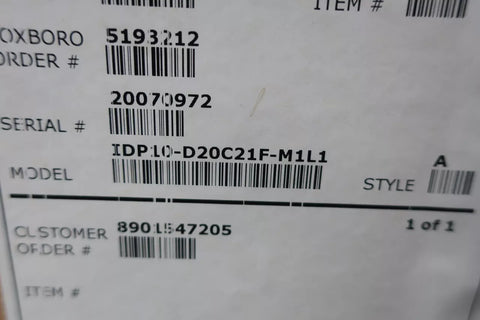 ITEM #
OXBORO 5193212
ORDER #
20070972
SERIAL #
IDP10-D20C21F-M1L1 A
MODEL STYLE
CUSTOMER 8901547205 1 of 1
ORDER #
ITEM #